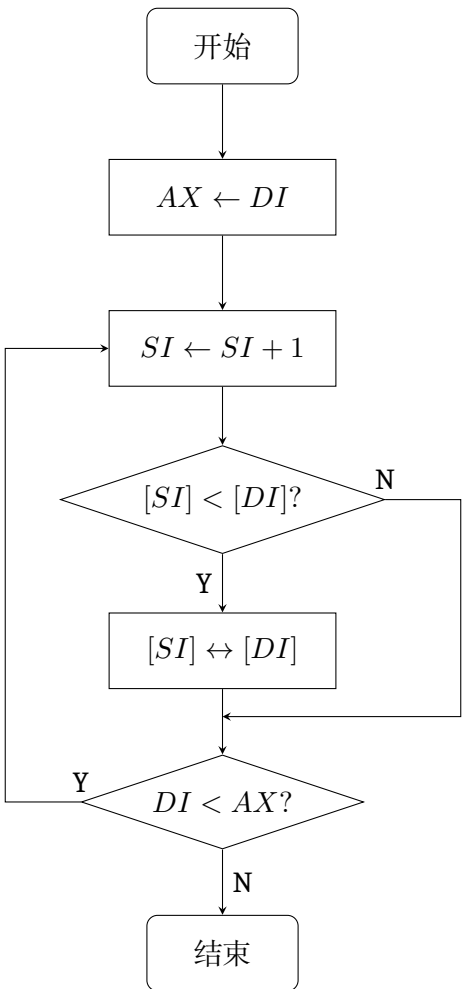 开始
AX ← DI
SI ← SI + 1
[SI] < [DI]?
N
Y
[SI] ↔ [DI]
Y
DI < AX?
N
结束